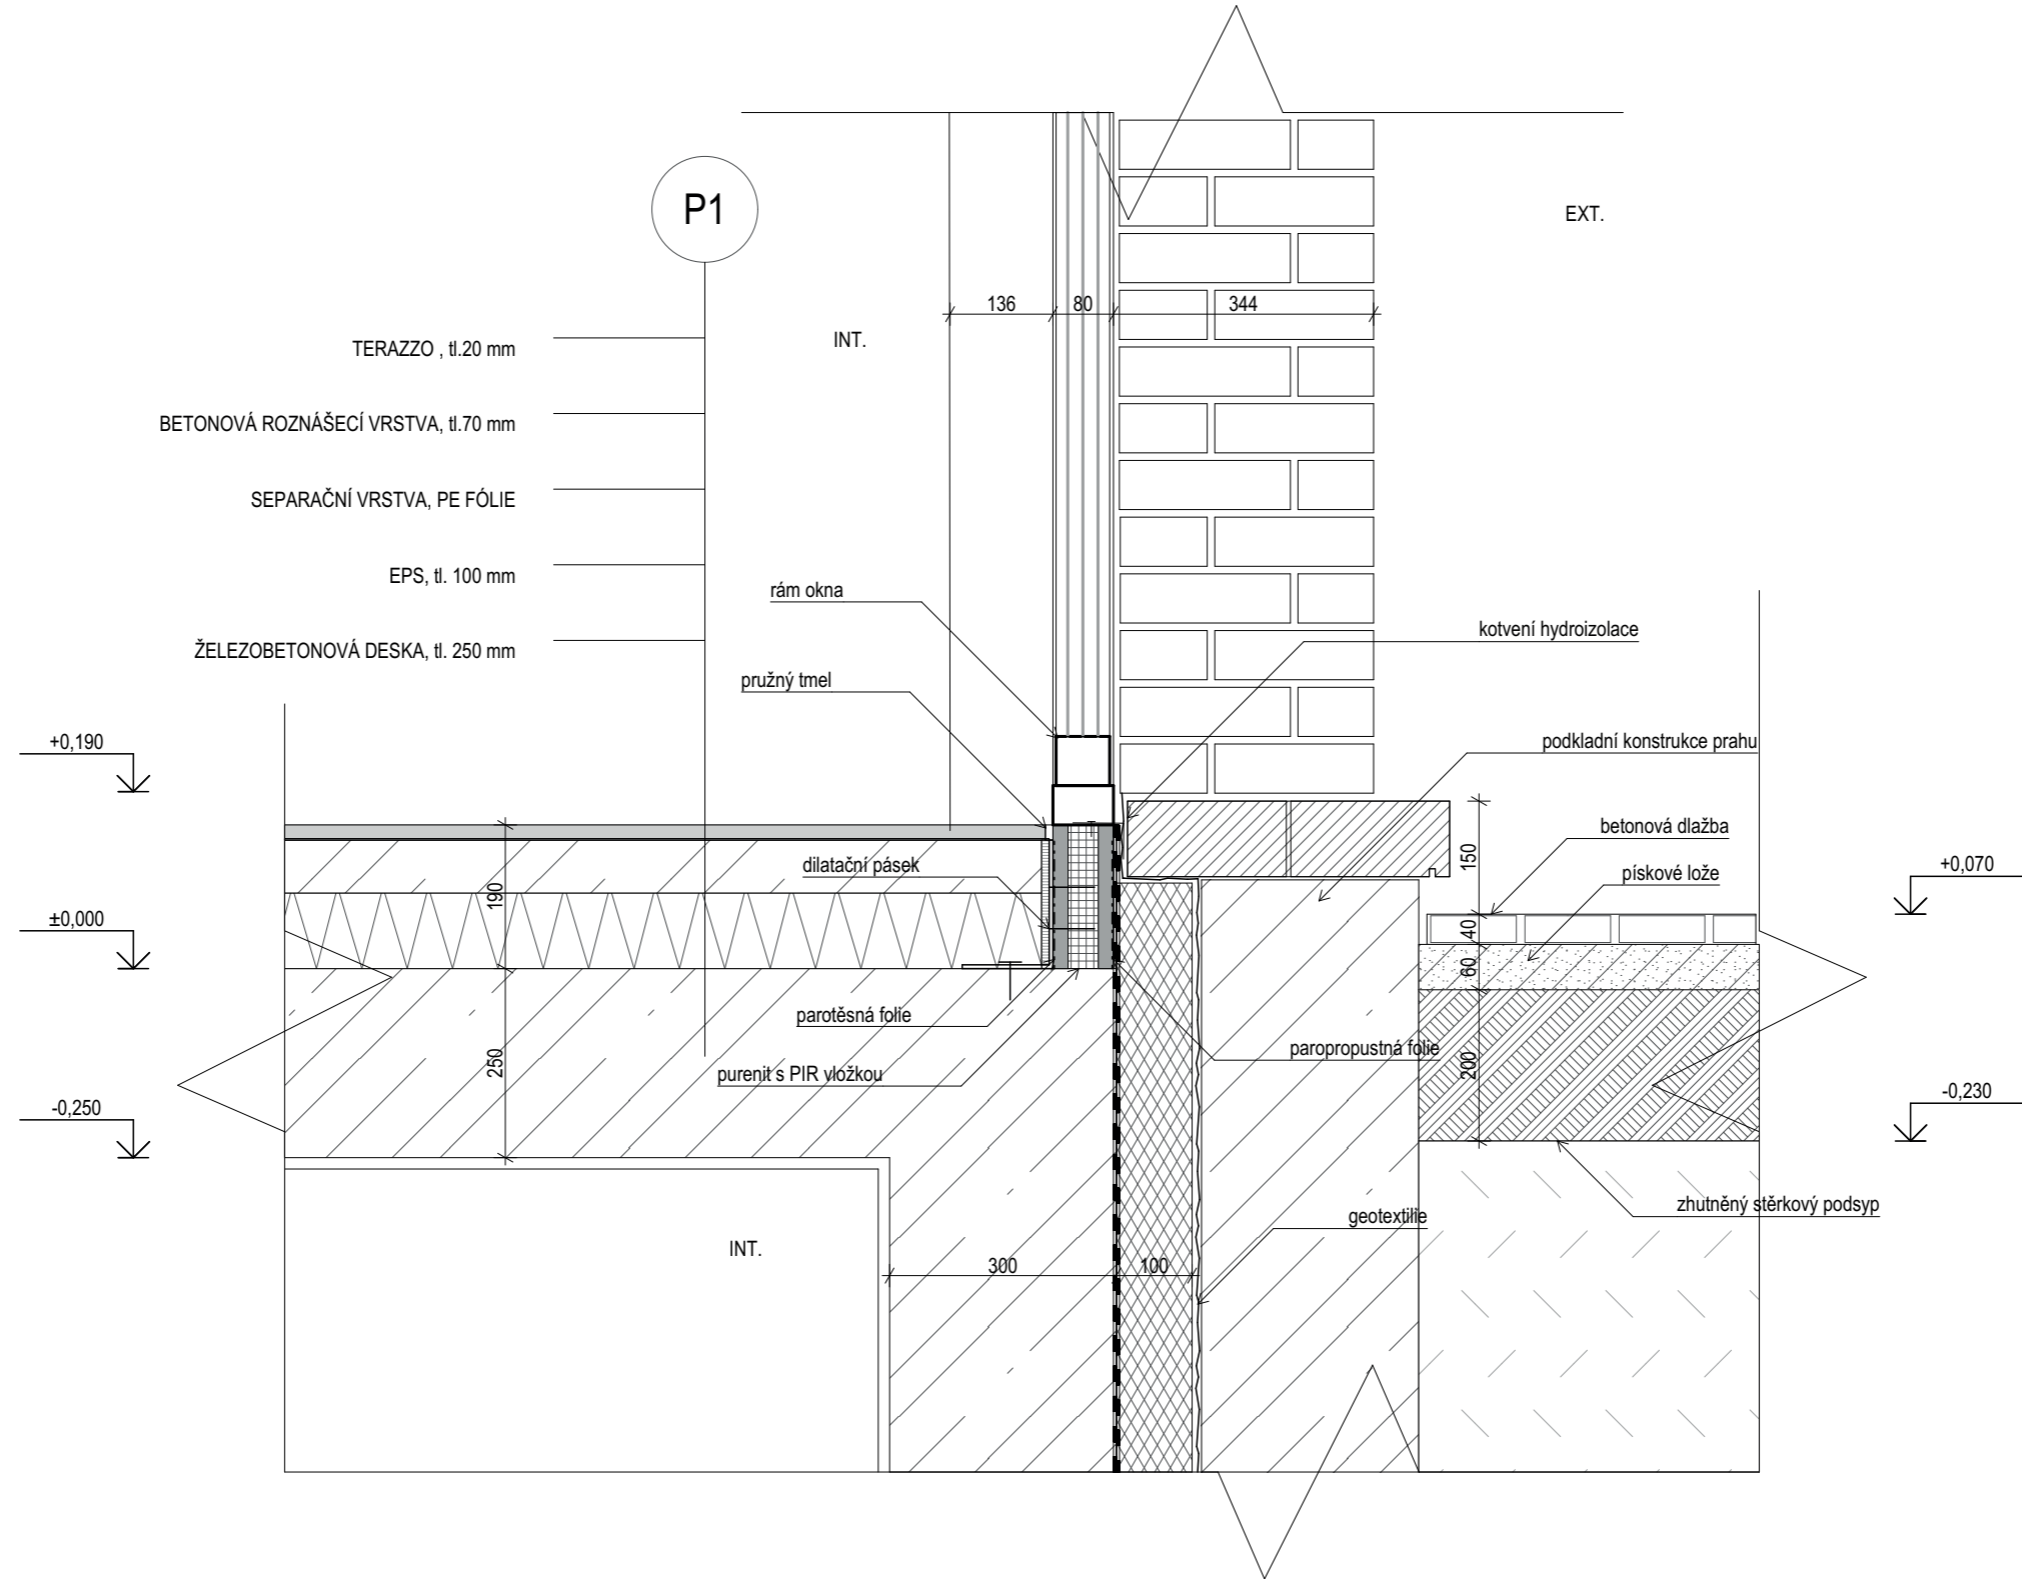 P1
EXT.
136
80
344
INT.
TERAZZO , tl.20 mm
BETONOVÁ ROZNÁŠECÍ VRSTVA, tl.70 mm
SEPARAČNÍ VRSTVA, PE FÓLIE
EPS, tl. 100 mm
rám okna
kotvení hydroizolace
ŽELEZOBETONOVÁ DESKA, tl. 250 mm
pružný tmel
+0,190
podkladní konstrukce prahu
betonová dlažba
150
dilatační pásek
+0,070
pískové lože
190
±0,000
40
60
parotěsná folie
paropropustná folie
250
200
purenit s PIR vložkou
-0,250
-0,230
zhutněný stěrkový podsyp
geotextilie
INT.
300
100